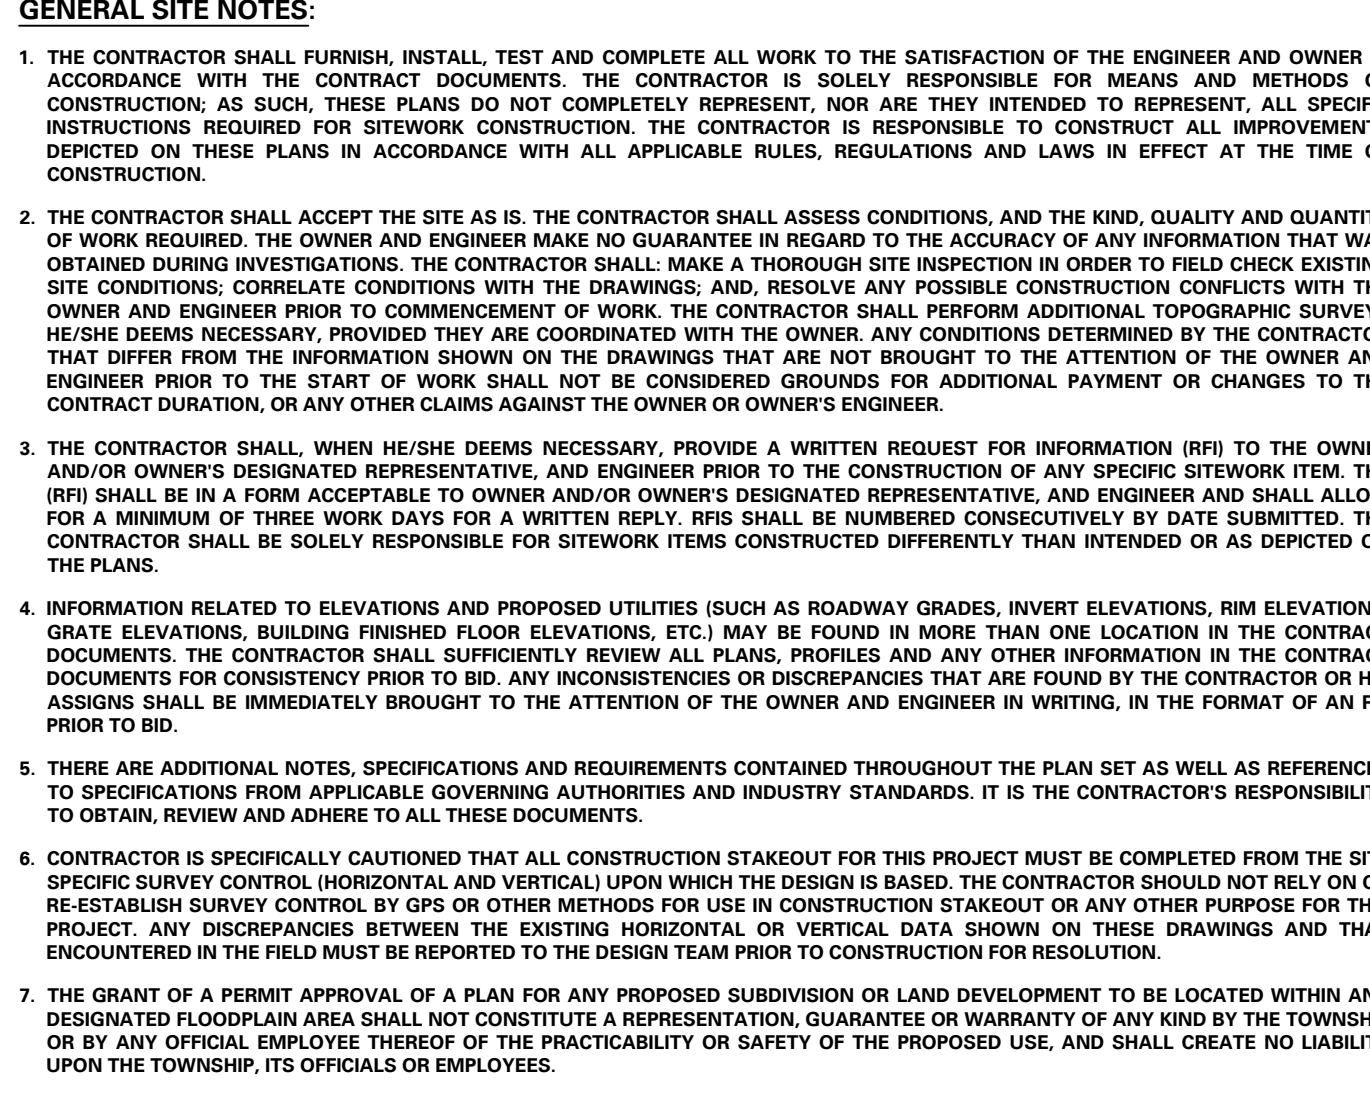 GENERAL SITE NOTES:
1. THE CONTRACTOR SHALL FURNISH, INSTALL, TEST AND COMPLETE ALL WORK TO THE SATISFACTION OF THE ENGINEER AND OWNER
ACCORDANCE WITH THE CONTRACT DOCUMENTS. THE CONTRACTOR IS SOLELY RESPONSIBLE FOR MEANS AND METHODS
CONSTRUCTION; AS SUCH, THESE PLANS DO NOT COMPLETELY REPRESENT, NOR ARE THEY INTENDED TO REPRESENT, ALL
INSTRUCTIONS REQUIRED FOR SITEWORK CONSTRUCTION. THE CONTRACTOR IS RESPONSIBLE TO CONSTRUCT ALL
DEPICTED ON THESE PLANS IN ACCORDANCE WITH ALL APPLICABLE RULES, REGULATIONS AND LAWS IN EFFECT AT THE TIME
CONSTRUCTION.
2. THE CONTRACTOR SHALL ACCEPT THE SITE AS IS. THE CONTRACTOR SHALL ASSESS CONDITIONS, AND THE KIND, QUALITY AND
OF WORK REQUIRED. THE OWNER AND ENGINEER MAKE NO GUARANTEE IN REGARD TO THE ACCURACY OF ANY INFORMATION THAT
OBTAINED DURING INVESTIGATIONS. THE CONTRACTOR SHALL: MAKE A THOROUGH SITE INSPECTION IN ORDER TO FIELD CHECK
SITE CONDITIONS; CORRELATE CONDITIONS WITH THE DRAWINGS; AND, RESOLVE ANY POSSIBLE CONSTRUCTION CONFLICTS WITH
OWNER AND ENGINEER PRIOR TO COMMENCEMENT OF WORK. THE CONTRACTOR SHALL PERFORM ADDITIONAL TOPOGRAPHIC
HE/SHE DEEMS NECESSARY, PROVIDED THEY ARE COORDINATED WITH THE OWNER. ANY CONDITIONS DETERMINED BY THE
THAT DIFFER FROM THE INFORMATION SHOWN ON THE DRAWINGS THAT ARE NOT BROUGHT TO THE ATTENTION OF THE OWNER
ENGINEER PRIOR TO THE START OF WORK SHALL NOT BE CONSIDERED GROUNDS FOR ADDITIONAL PAYMENT OR CHANGES TO
CONTRACT DURATION, OR ANY OTHER CLAIMS AGAINST THE OWNER OR OWNER'S ENGINEER.
3. THE CONTRACTOR SHALL, WHEN HE/SHE DEEMS NECESSARY, PROVIDE A WRITTEN REQUEST FOR INFORMATION (RFI) TO THE
AND/OR OWNER'S DESIGNATED REPRESENTATIVE, AND ENGINEER PRIOR TO THE CONSTRUCTION OF ANY SPECIFIC SITEWORK ITEM.
(RFI) SHALL BE IN A FORM ACCEPTABLE TO OWNER AND/OR OWNER'S DESIGNATED REPRESENTATIVE, AND ENGINEER AND SHALL
FOR A MINIMUM OF THREE WORK DAYS FOR A WRITTEN REPLY. RFIS SHALL BE NUMBERED CONSECUTIVELY BY DATE SUBMITTED.
CONTRACTOR SHALL BE SOLELY RESPONSIBLE FOR SITEWORK ITEMS CONSTRUCTED DIFFERENTLY THAN INTENDED OR AS DEPICTED
THE PLANS.
4. INFORMATION RELATED TO ELEVATIONS AND PROPOSED UTILITIES (SUCH AS ROADWAY GRADES, INVERT ELEVATIONS, RIM
GRATE ELEVATIONS, BUILDING FINISHED FLOOR ELEVATIONS, ETC.) MAY BE FOUND IN MORE THAN ONE LOCATION IN THE
DOCUMENTS. THE CONTRACTOR SHALL SUFFICIENTLY REVIEW ALL PLANS, PROFILES AND ANY OTHER INFORMATION IN THE
DOCUMENTS FOR CONSISTENCY PRIOR TO BID. ANY INCONSISTENCIES OR DISCREPANCIES THAT ARE FOUND BY THE CONTRACTOR OR
ASSIGNS SHALL BE IMMEDIATELY BROUGHT TO THE ATTENTION OF THE OWNER AND ENGINEER IN WRITING, IN THE FORMAT OF AN
PRIOR TO BID.
5. THERE ARE ADDITIONAL NOTES, SPECIFICATIONS AND REQUIREMENTS CONTAINED THROUGHOUT THE PLAN SET AS WELL AS
TO SPECIFICATIONS FROM APPLICABLE GOVERNING AUTHORITIES AND INDUSTRY STANDARDS. IT IS THE CONTRACTOR'S
TO OBTAIN, REVIEW AND ADHERE TO ALL THESE DOCUMENTS.
6. CONTRACTOR IS SPECIFICALLY CAUTIONED THAT ALL CONSTRUCTION STAKEOUT FOR THIS PROJECT MUST BE COMPLETED FROM THE
SPECIFIC SURVEY CONTROL (HORIZONTAL AND VERTICAL) UPON WHICH THE DESIGN IS BASED. THE CONTRACTOR SHOULD NOT RELY ON
RE-ESTABLISH SURVEY CONTROL BY GPS OR OTHER METHODS FOR USE IN CONSTRUCTION STAKEOUT OR ANY OTHER PURPOSE FOR
PROJECT. ANY DISCREPANCIES BETWEEN THE EXISTING HORIZONTAL OR VERTICAL DATA SHOWN ON THESE DRAWINGS AND
ENCOUNTERED IN THE FIELD MUST BE REPORTED TO THE DESIGN TEAM PRIOR TO CONSTRUCTION FOR RESOLUTION.
7. THE GRANT OF A PERMIT APPROVAL OF A PLAN FOR ANY PROPOSED SUBDIVISION OR LAND DEVELOPMENT TO BE LOCATED WITHIN
DESIGNATED FLOODPLAIN AREA SHALL NOT CONSTITUTE A REPRESENTATION, GUARANTEE OR WARRANTY OF ANY KIND BY THE
OR BY ANY OFFICIAL EMPLOYEE THEREOF OF THE PRACTICABILITY OR SAFETY OF THE PROPOSED USE, AND SHALL CREATE NO
UPON THE TOWNSHIP, ITS OFFICIALS OR EMPLOYEES.